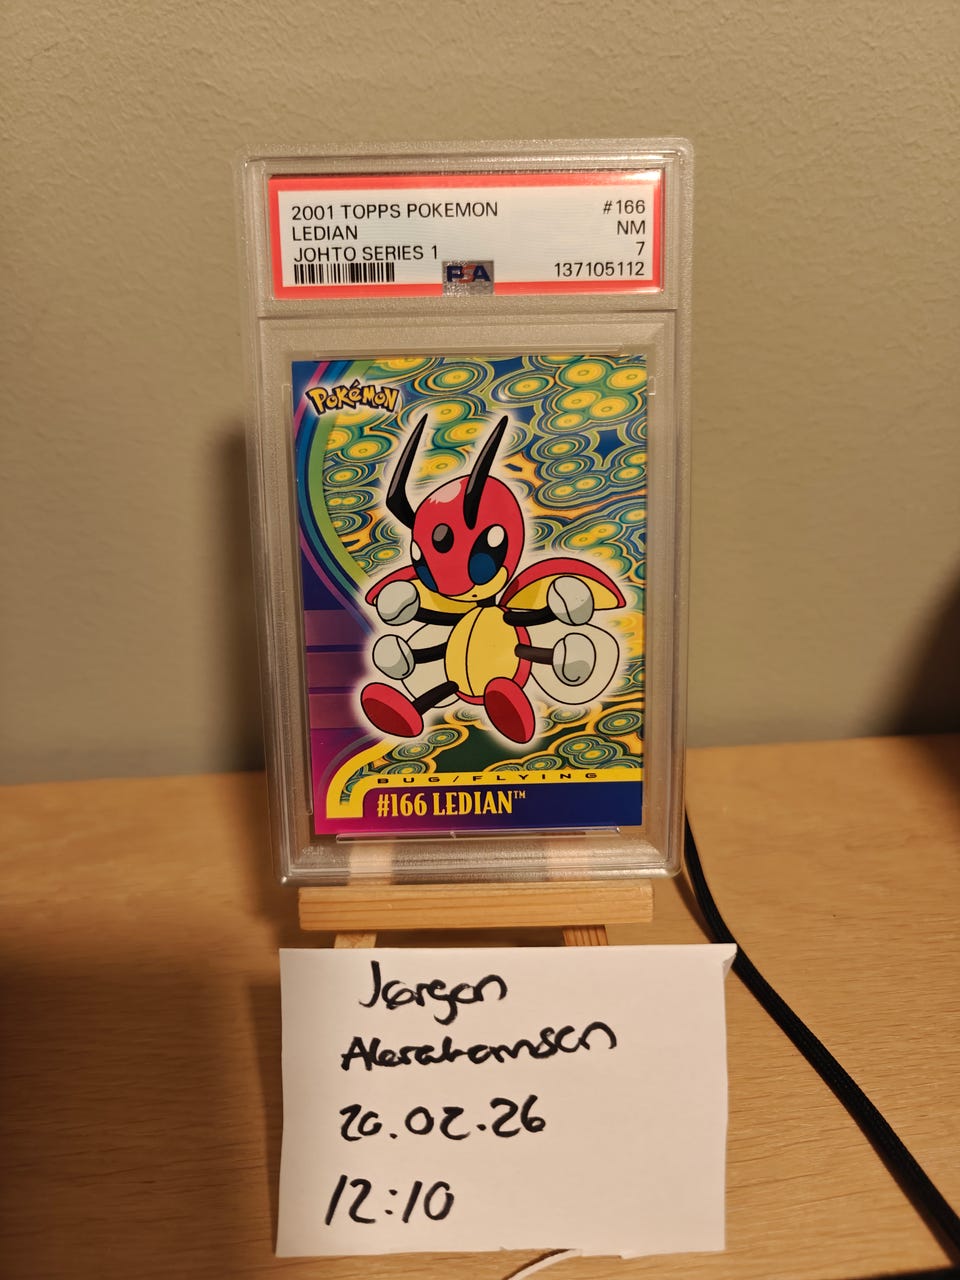 2001 TOPPS POKEMON #166
LEDIAN NM
JOHTO SERIES 1 7
PSA 137105112
Pokémon
BUG/FLYING
#166 LEDIAN™
Jørgen
Abrahamsen
20.02.26
12:10